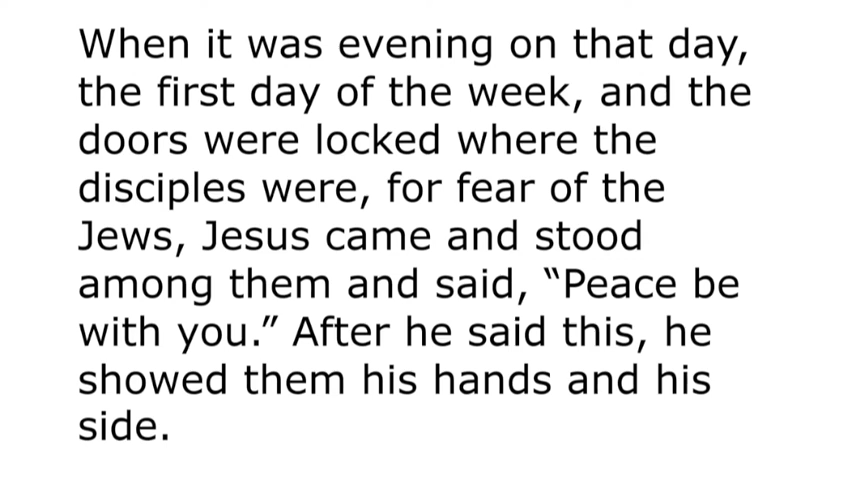 When it was evening on that day,
the first day of the week, and the
doors were locked where the
disciples were, for fear of the
Jews, Jesus came and stood
among them and said, “Peace be
with you.” After he said this, he
showed them his hands and his
side.